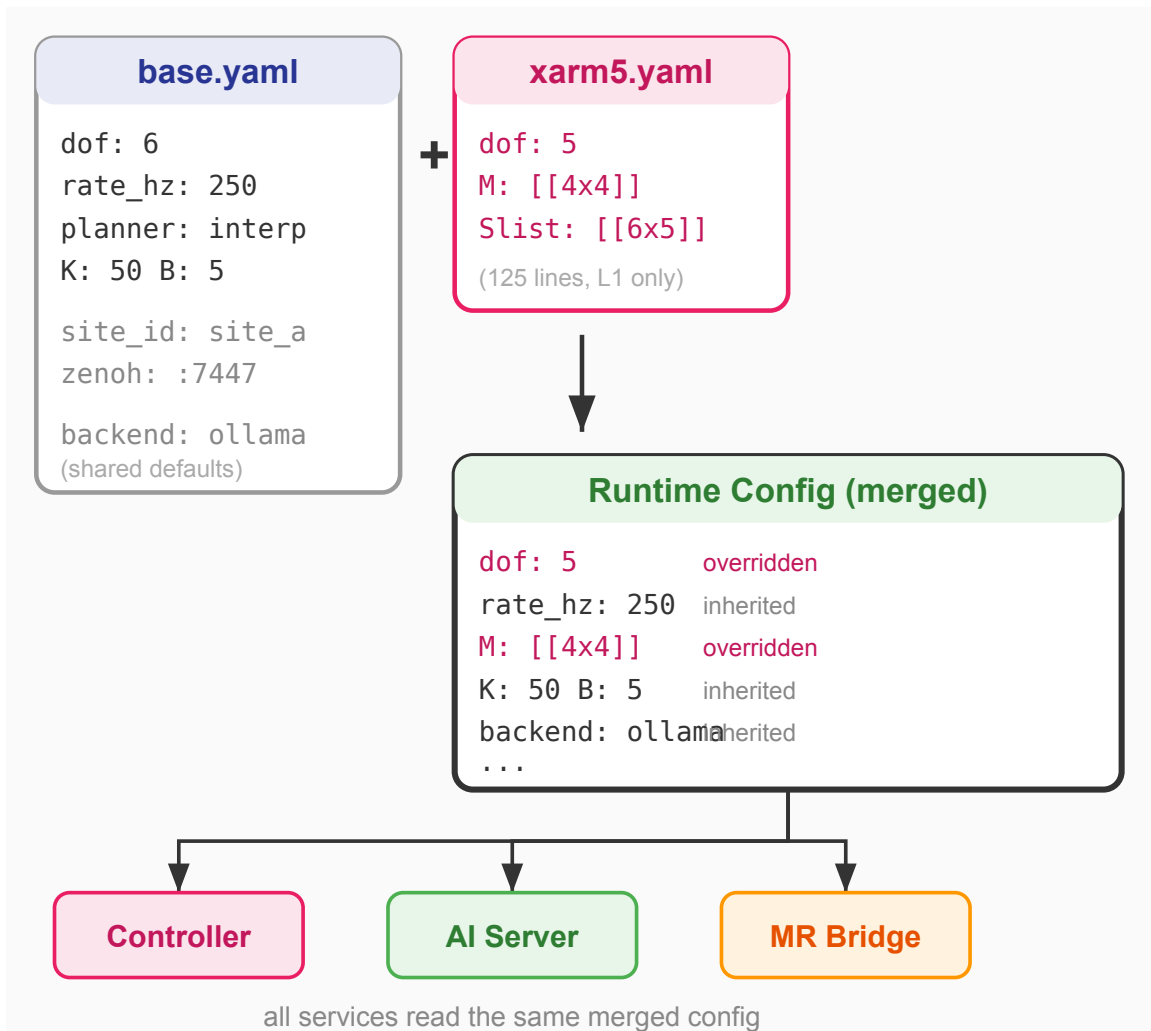 base.yaml
dof: 6
rate_hz: 250
planner: interp
K: 50 B: 5
site_id: site_a
zenoh: :7447
backend: ollama
(shared defaults)
+
xarm5.yaml
dof: 5
M: [[4x4]]
Slist: [[6x5]]
(125 lines, L1 only)
Runtime Config (merged)
dof: 5 overridden
rate_hz: 250 inherited
M: [[4x4]] overridden
K: 50 B: 5 inherited
backend: ollama inherited
...
Controller
AI Server
MR Bridge
all services read the same merged config